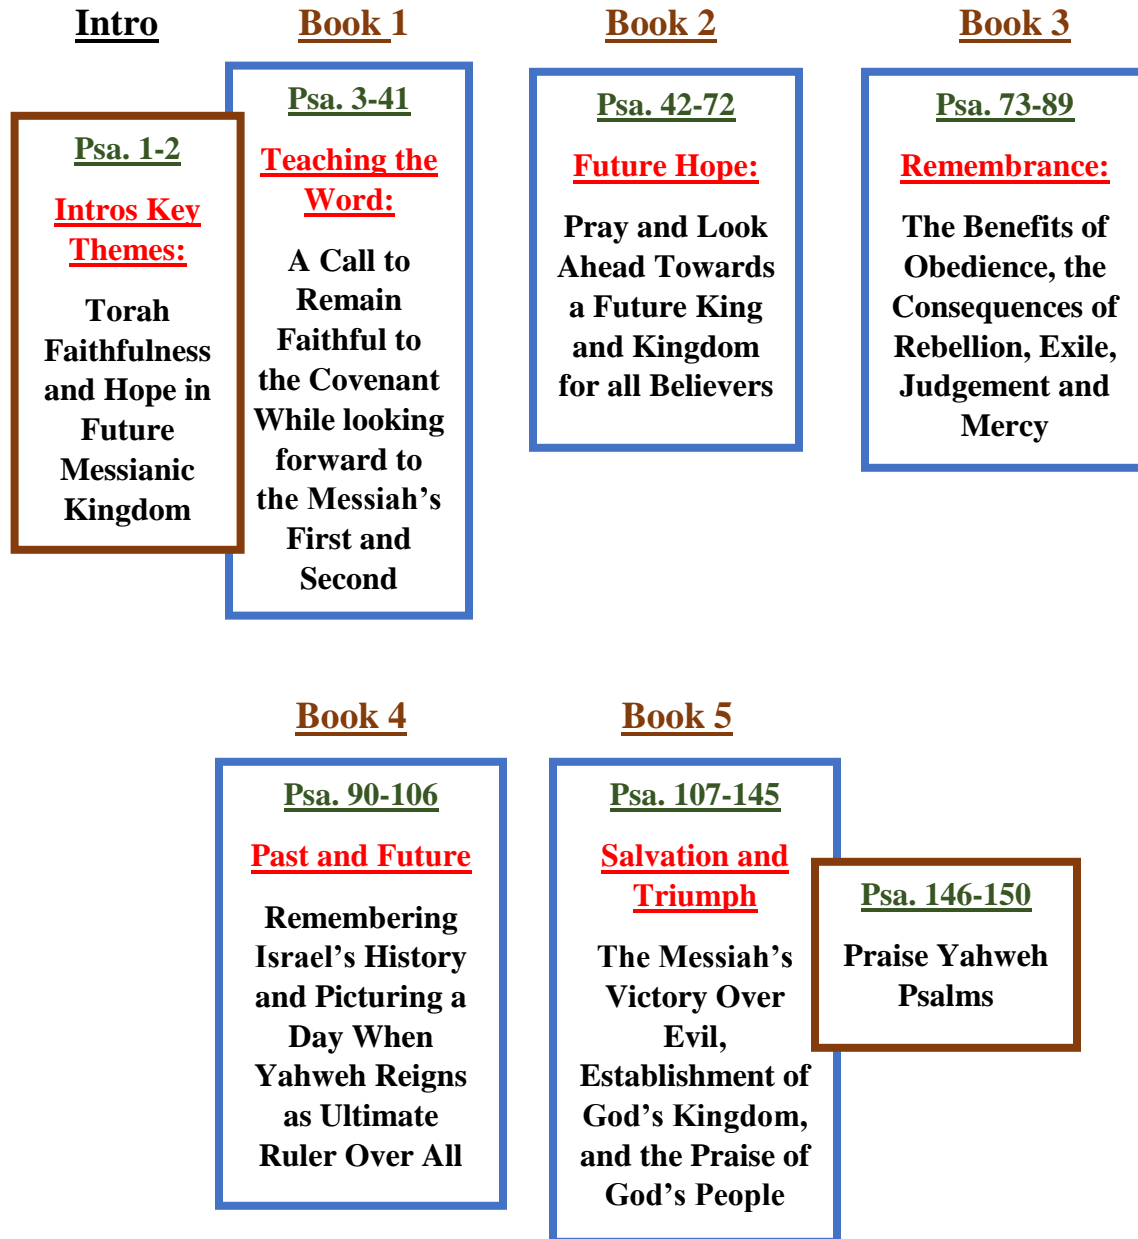 Intro
Psa. 1-2
Intros Key
Themes:
Torah
Faithfulness
and Hope in
Future
Messianic
Kingdom
Book 1
Psa. 3-41
Teaching the
Word:
A Call to
Remain
Faithful to
the Covenant
While looking
forward to
the Messiah’s
First and
Second
Book 2
Psa. 42-72
Future Hope:
Pray and Look
Ahead Towards
a Future King
and Kingdom
for all Believers
Book 3
Psa. 73-89
Remembrance:
The Benefits of
Obedience, the
Consequences of
Rebellion, Exile,
Judgement and
Mercy
Book 4
Psa. 90-106
Past and Future
Remembering
Israel’s History
and Picturing a
Day When
Yahweh Reigns
as Ultimate
Ruler Over All
Book 5
Psa. 107-145
Salvation and
Triumph
The Messiah’s
Victory Over
Evil,
Establishment of
God’s Kingdom,
and the Praise of
God’s People
Psa. 146-150
Praise Yahweh
Psalms